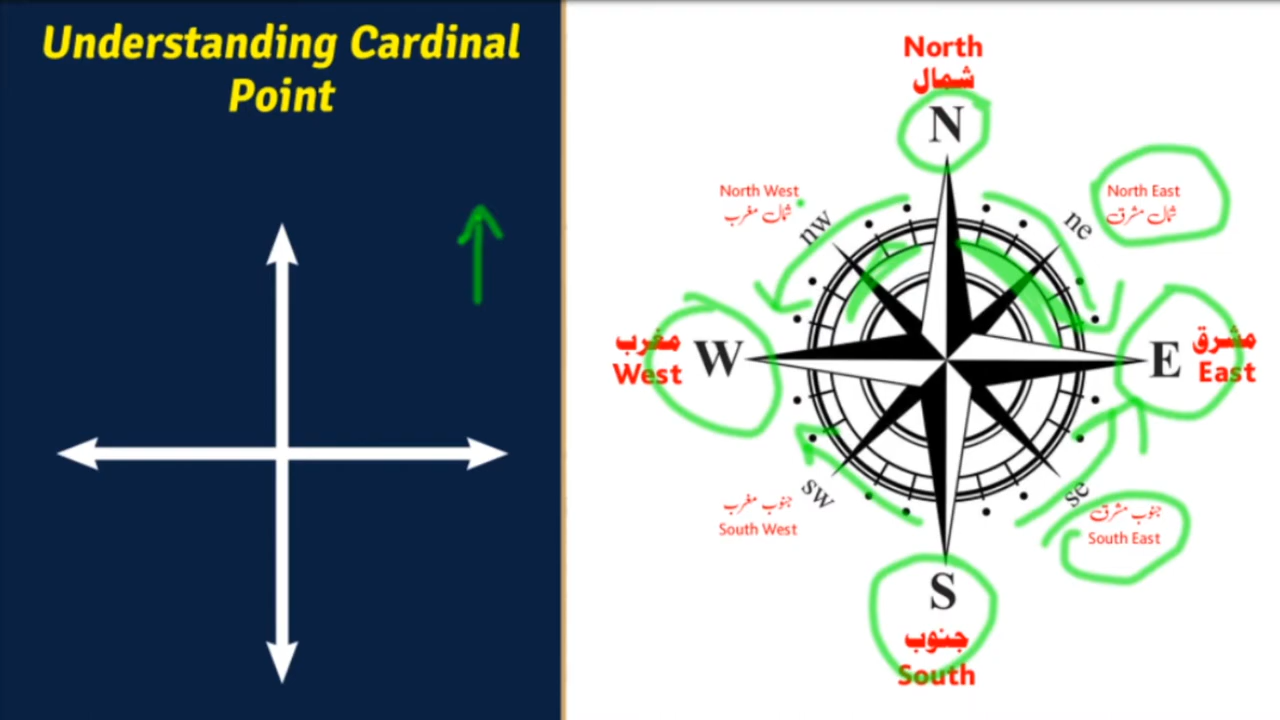 Understanding Cardinal
Point
North
شمال
N
North West
شمال مغرب
nw
ne
North East
شمال مشرق
مغرب
West
W
E
مشرق
East
sw
جنوب مغرب
South West
se
جنوب مشرق
South East
S
جنوب
South